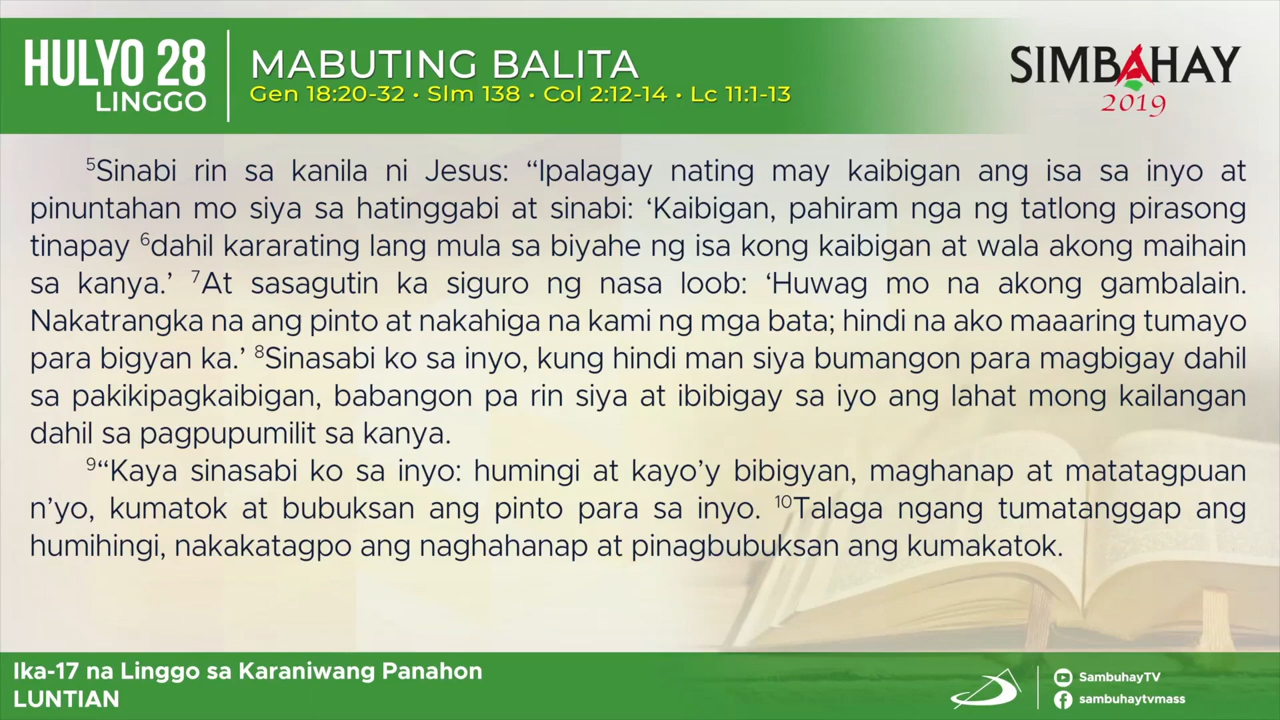 HULYO 28
LINGGO
MABUTING BALITA
Gen 18:20-32 • Slm 138 • Col 2:12-14 • Lc 11:1-13
SIMBAHAY
2019
⁵Sinabi rin sa kanila ni Jesus: “Ipalagay nating may kaibigan ang isa sa inyo at
pinuntahan mo siya sa hatinggabi at sinabi: ‘Kaibigan, pahiram nga ng tatlong pirasong
tinapay ⁶dahil kararating lang mula sa biyahe ng isa kong kaibigan at wala akong maihain
sa kanya.’ ⁷At sasagutin ka siguro ng nasa loob: ‘Huwag mo na akong gambalain.
Nakatrangka na ang pinto at nakahiga na kami ng mga bata; hindi na ako maaaring tumayo
para bigyan ka.’ ⁸Sinasabi ko sa inyo, kung hindi man siya bumangon para magbigay dahil
sa pakikipagkaibigan, babangon pa rin siya at ibibigay sa iyo ang lahat mong kailangan
dahil sa pagpupumilit sa kanya.
⁹“Kaya sinasabi ko sa inyo: humingi at kayo’y bibigyan, maghanap at matatagpuan
n’yo, kumatok at bubuksan ang pinto para sa inyo. ¹⁰Talaga ngang tumatanggap ang
humihingi, nakakatagpo ang naghahanap at pinagbubuksan ang kumakatok.
Ika-17 na Linggo sa Karaniwang Panahon
LUNTIAN
SambuhayTV
sambuhaytvmass